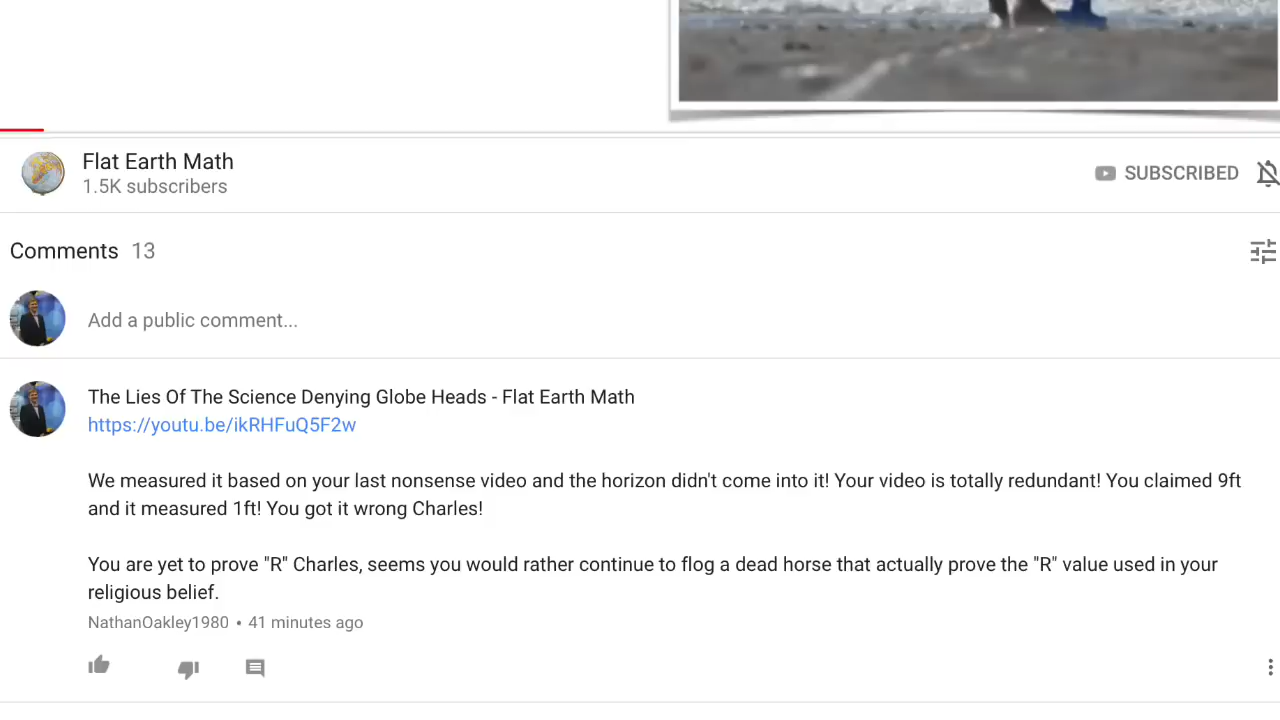 Flat Earth Math
1.5K subscribers
SUBSCRIBED
Comments 13
Add a public comment...
The Lies Of The Science Denying Globe Heads - Flat Earth Math
https://youtu.be/ikRHFuQ5F2w
We measured it based on your last nonsense video and the horizon didn't come into it! Your video is totally redundant! You claimed 9ft
and it measured 1ft! You got it wrong Charles!
You are yet to prove "R" Charles, seems you would rather continue to flog a dead horse that actually prove the "R" value used in your
religious belief.
NathanOakley1980 • 41 minutes ago